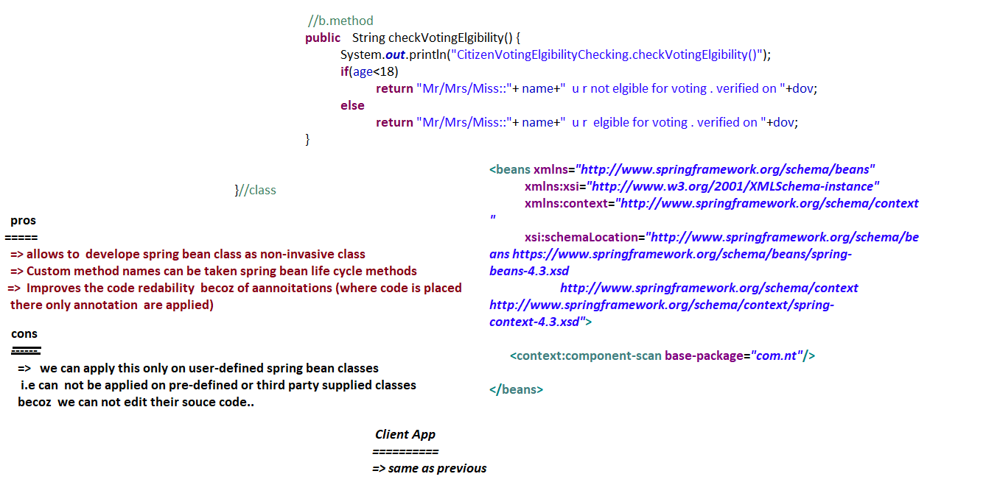 //b.method
public String checkVotingElgibility() {
System.out.println("CitizenVotingElgibilityChecking.checkVotingElgibility()");
if(age<18)
return "Mr/Mrs/Miss::"+ name+" u r not elgible for voting . verified on "+dov;
else
return "Mr/Mrs/Miss::"+ name+" u r elgible for voting . verified on "+dov;
}
}//class
pros
=====
=> allows to develope spring bean class as non-invasive class
=> Custom method names can be taken spring bean life cycle methods
=> Improves the code redability becoz of aannoitations (where code is placed
there only annotation are applied)
cons
======
=> we can apply this only on user-defined spring bean classes
i.e can not be applied on pre-defined or third party supplied classes
becoz we can not edit their souce code..
<beans xmlns="http://www.springframework.org/schema/beans"
xmlns:xsi="http://www.w3.org/2001/XMLSchema-instance"
xmlns:context="http://www.springframework.org/schema/context
"
xsi:schemaLocation="http://www.springframework.org/schema/be
ans https://www.springframework.org/schema/beans/spring-
beans-4.3.xsd
http://www.springframework.org/schema/context
http://www.springframework.org/schema/context/spring-
context-4.3.xsd">
<context:component-scan base-package="com.nt"/>
</beans>
Client App
==========
=> same as previous